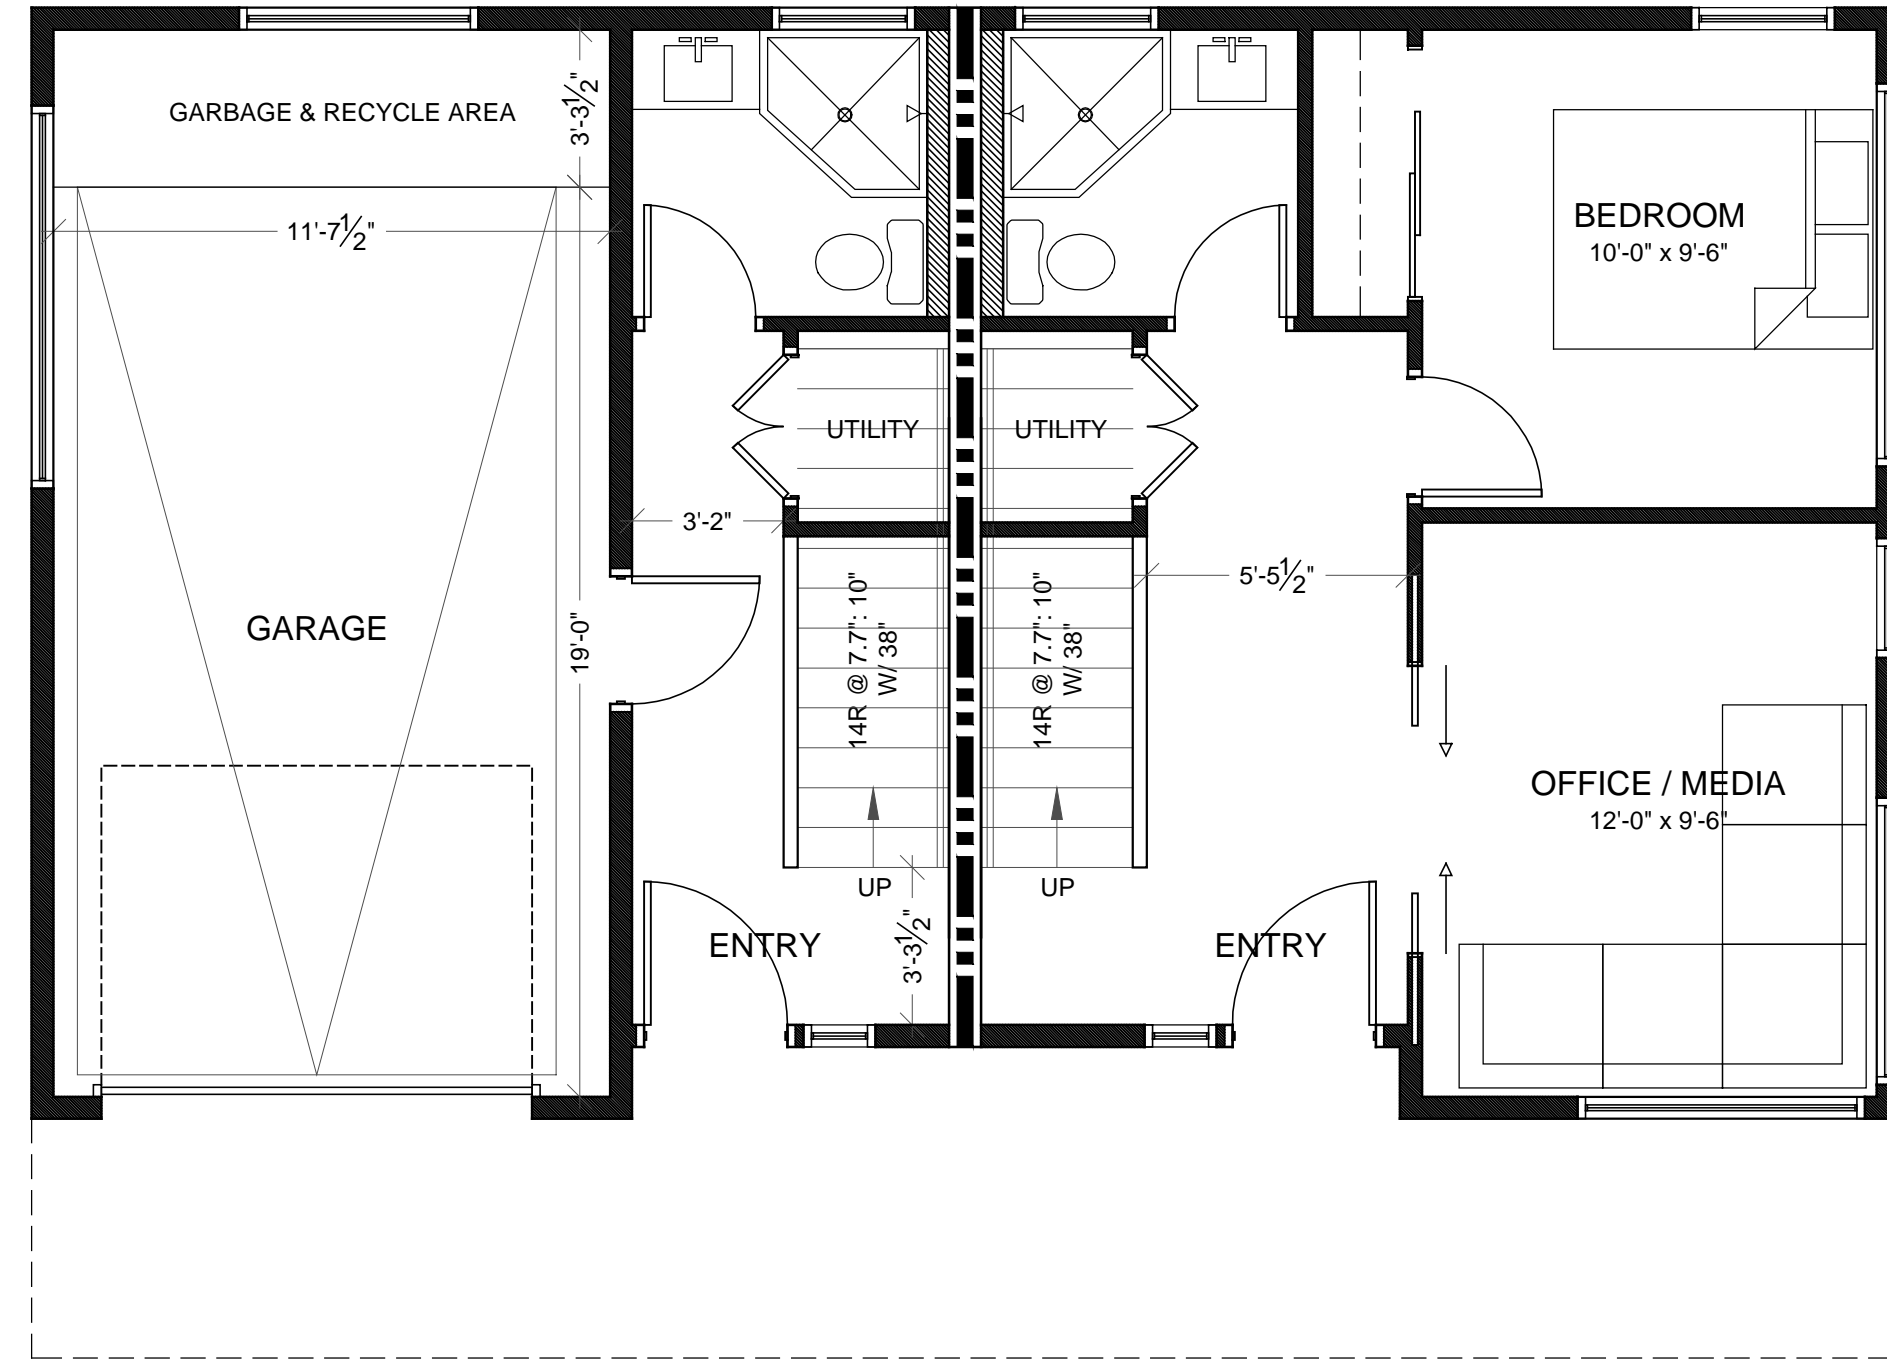 GARBAGE & RECYCLE AREA
3'-3½"
11'-7½"
BEDROOM
10'-0" x 9'-6"
UTILITY
UTILITY
3'-2"
5'-5½"
GARAGE
19'-0"
14R @ 7.7": 10"
W/ 38"
14R @ 7.7": 10"
W/ 38"
OFFICE / MEDIA
12'-0" x 9'-6"
UP
UP
ENTRY
3'-3½"
ENTRY